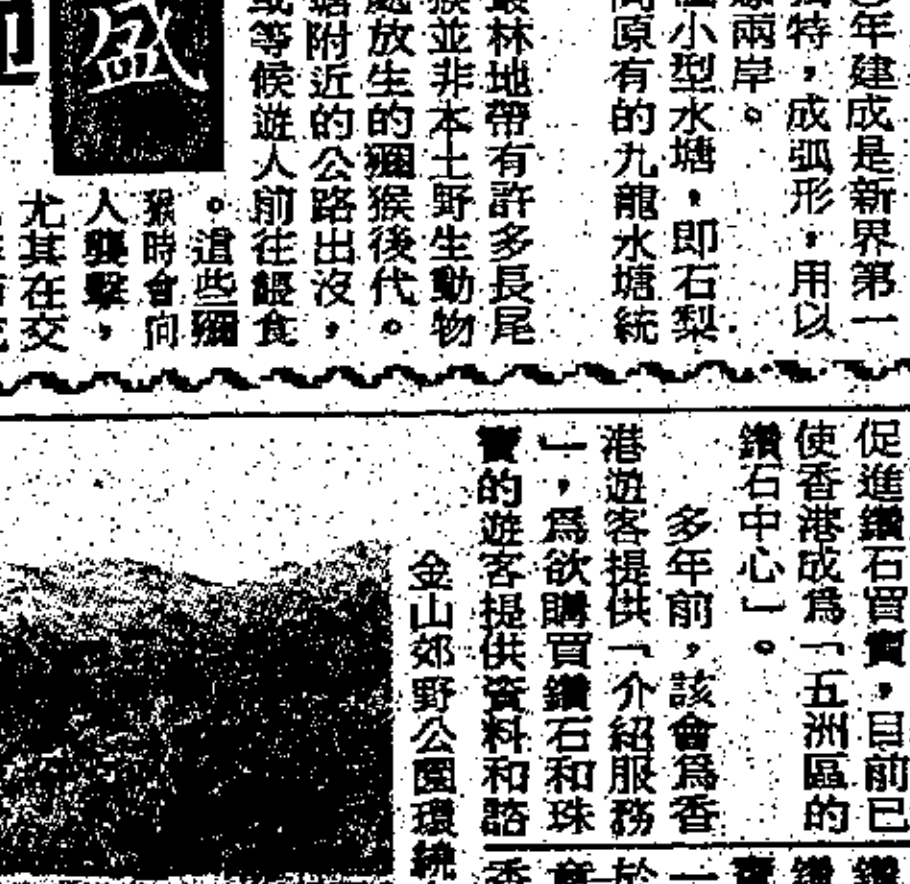 年建成是新界第一
特,成弧形,用以
兩岸。
小型水塘,即石梨
原有的九龍水塘統
叢林地帶有許多長尾
猴並非本土野生動物
處放生的獼猴後代。
塘附近的公路出沒,
或等候遊人前往餵食
。這些獼
猴時會向
人襲擊,
尤其在交
盛
促進鑽石買賣,目前已
使香港成為「五洲區的
鑽石中心」。
多年前,該會為香
港遊客提供「介紹服務
」,為欲購買鑽石和珠
寶的遊客提供資料和諮
金山郊野公園環繞